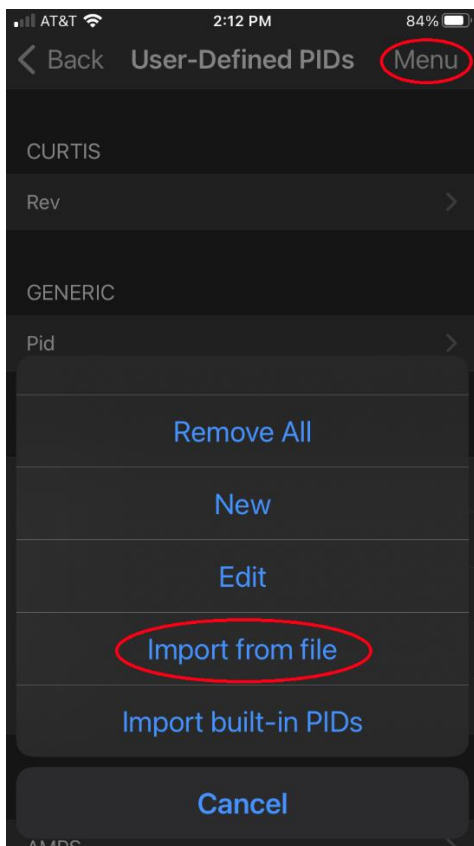 AT&T 2:12 PM 84%
Back User-Defined PIDs Menu
CURTIS
Rev
GENERIC
Pid
Remove All
New
Edit
Import from file
Import built-in PIDs
Cancel
AMPS